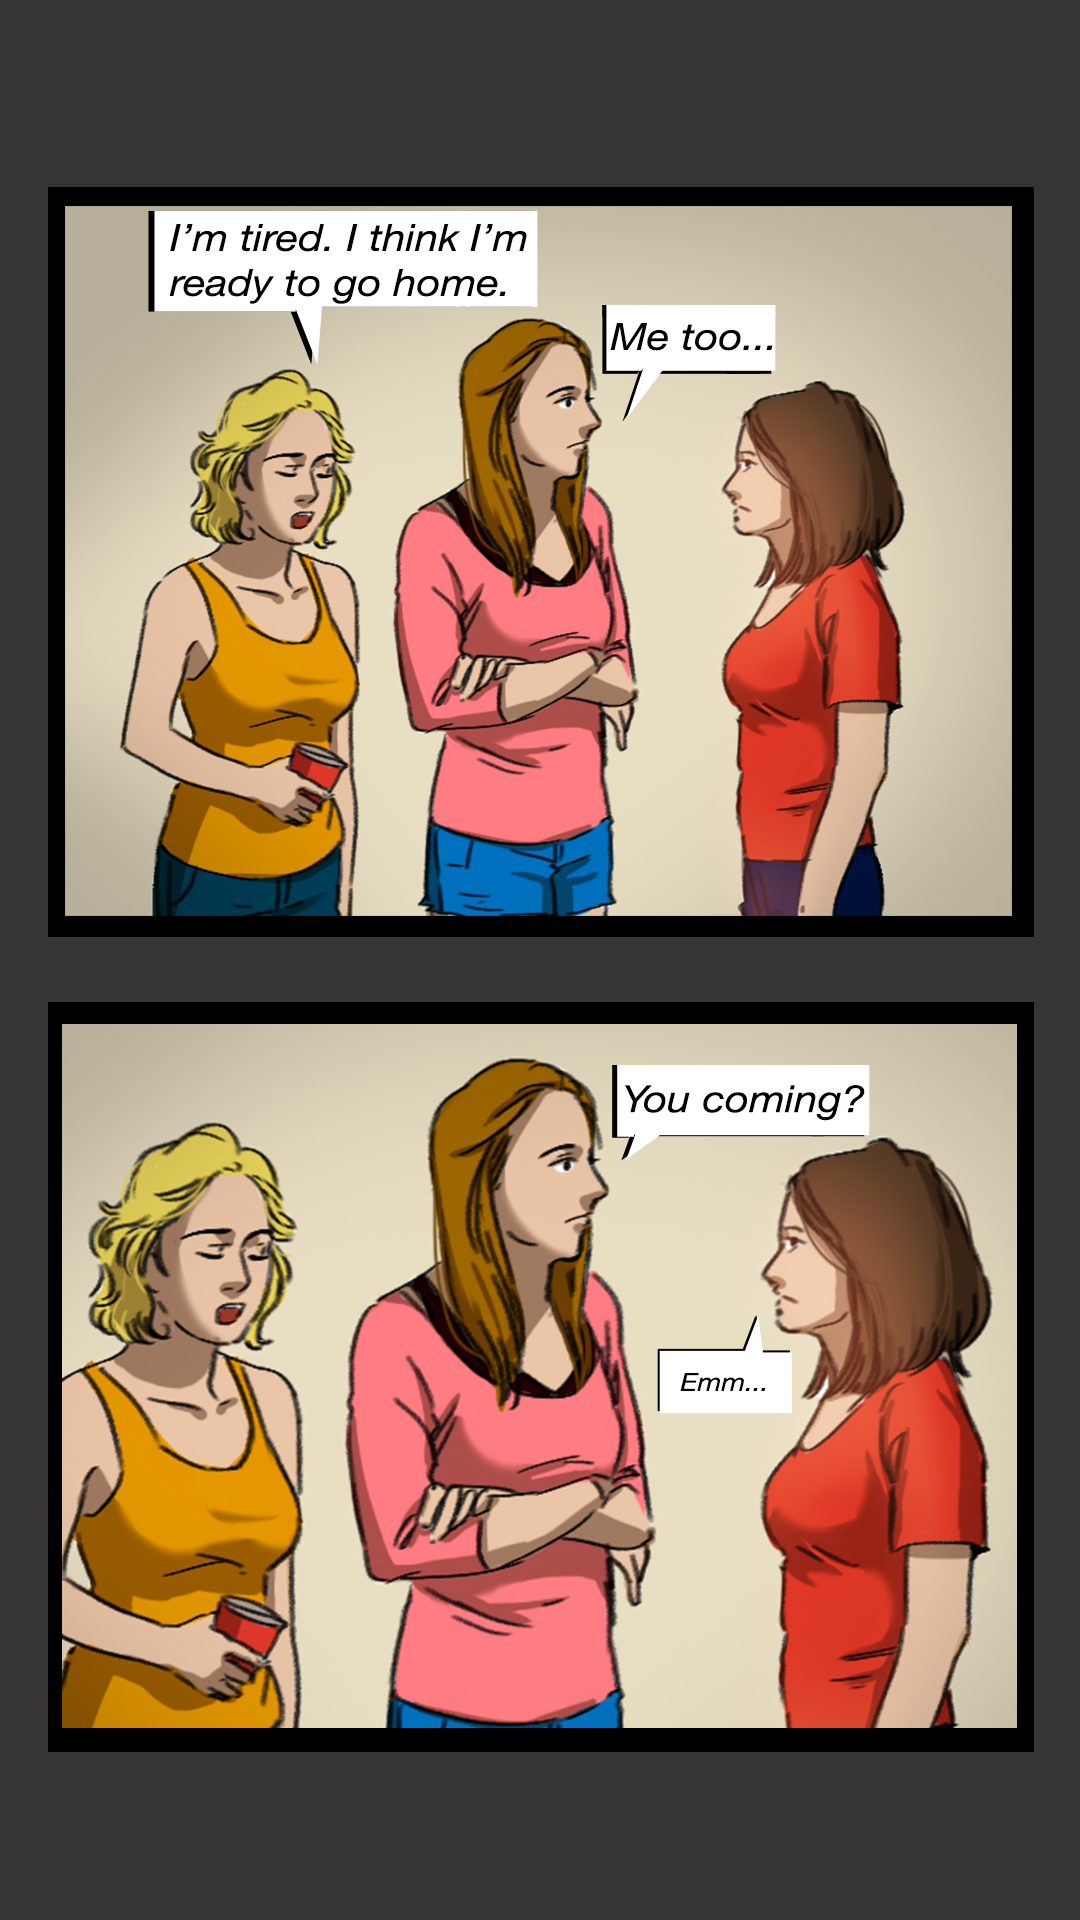 I’m tired. I think I’m
ready to go home.
Me too...
You coming?
Emm...